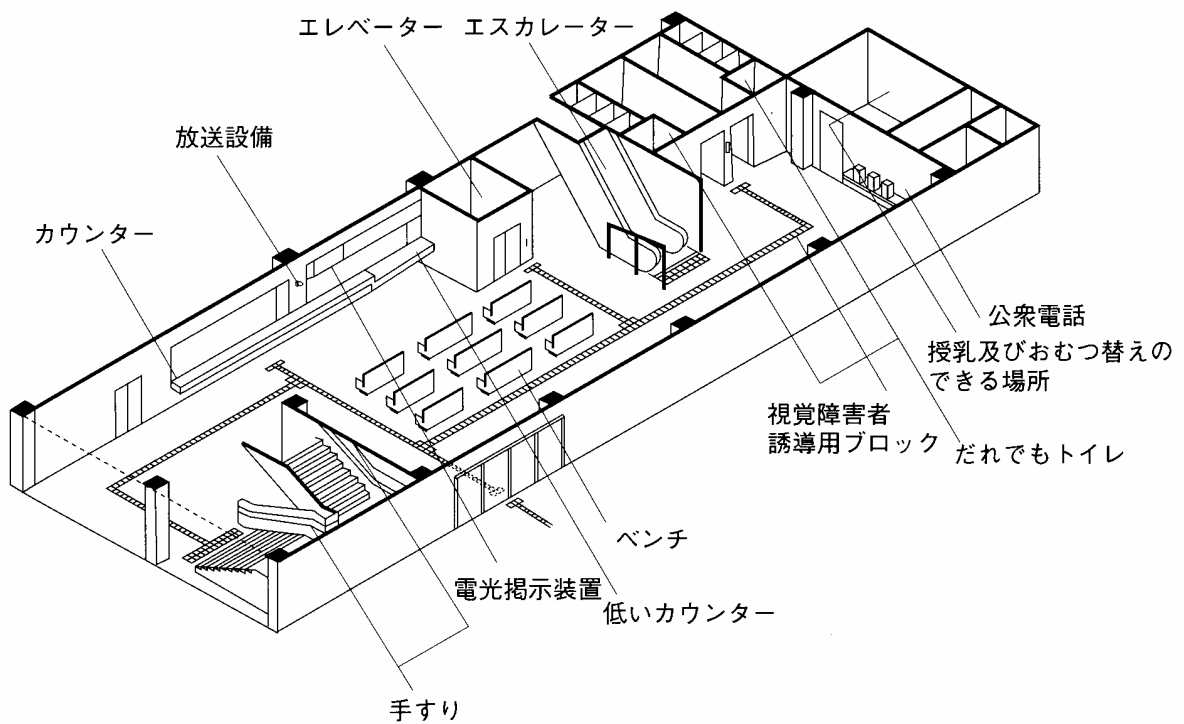 エレベーター
エスカレーター
放送設備
カウンター
公衆電話
授乳及びおむつ替えの
できる場所
視覚障害者
誘導用ブロック
だれでもトイレ
ベンチ
電光掲示装置
低いカウンター
手すり